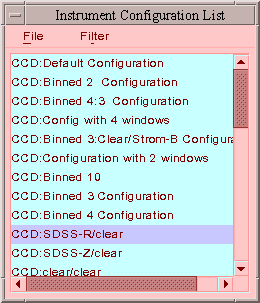 Instrument Configuration List
File Filter
CCD:Default Configuration
CCD:Binned 2 Configuration
CCD:Binned 4:3 Configuration
CCD:Config with 4 windows
CCD:Binned 3:Clear/Strom-B Configura
CCD:Configuration with 2 windows
CCD:Binned 10
CCD:Binned 3 Configuration
CCD:Binned 4 Configuration
CCD:SDSS-R/clear
CCD:SDSS-Z/clear
CCD:clear/clear